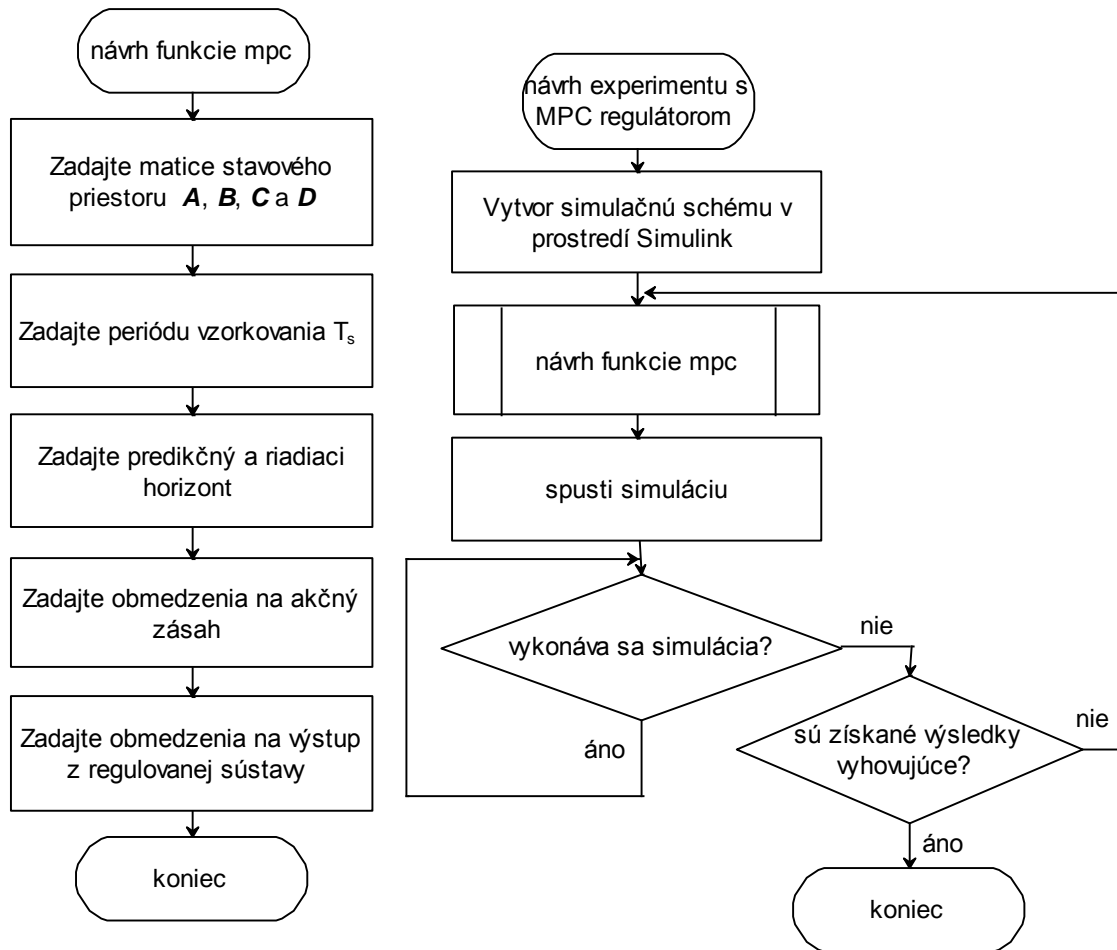 návrh funkcie mpc
Zadajte matice stavového
priestoru A, B, C a D
Zadajte periódu vzorkovania Ts
Zadajte predikčný a riadiaci
horizont
Zadajte obmedzenia na akčný
zásah
Zadajte obmedzenia na výstup
z regulovanej sústavy
koniec
návrh experimentu s
MPC regulátorom
Vytvor simulačnú schému v
prostredí Simulink
návrh funkcie mpc
spusti simuláciu
vykonáva sa simulácia?
nie
áno
sú získané výsledky
vyhovujúce?
nie
áno
koniec